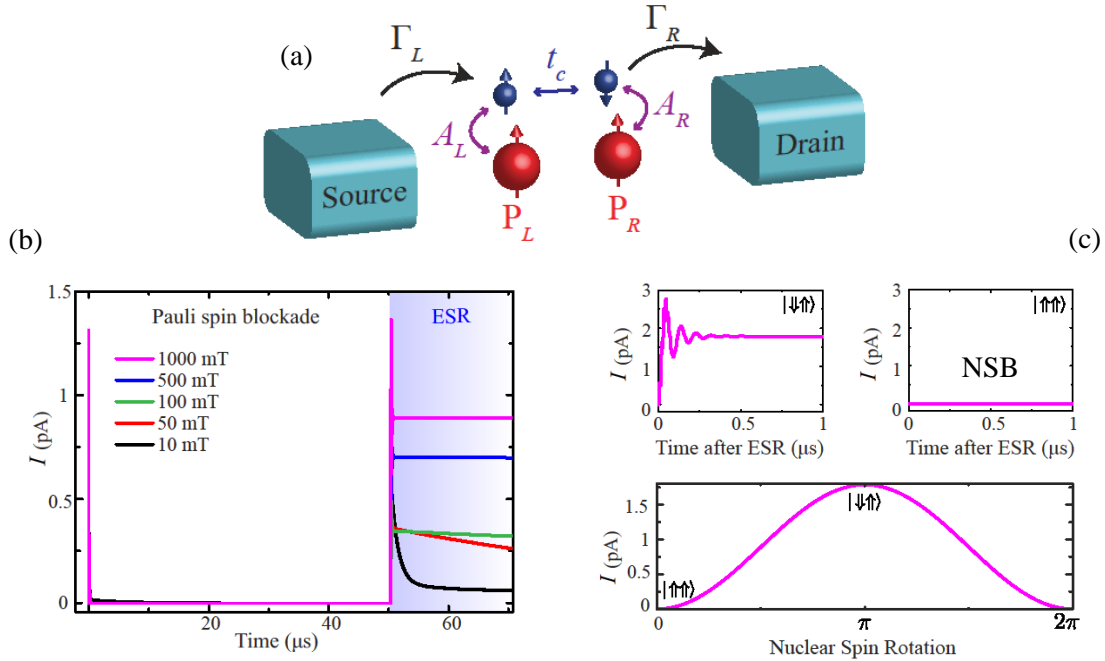 (a)
Γ_L
t_c
Γ_R
A_L
A_R
Source
Drain
P_L
P_R
(b)
1.5
1
0.5
0
I (pA)
Pauli spin blockade
ESR
1000 mT
500 mT
100 mT
50 mT
10 mT
20
40
60
Time (μs)
(c)
3
2
1
0
I (pA)
|⇓⇑⟩
0
0.5
1
Time after ESR (μs)
3
2
1
0
I (pA)
|⇑⇑⟩
NSB
0
0.5
1
Time after ESR (μs)
1.5
1
0.5
0
I (pA)
|⇑⇑⟩
|⇓⇑⟩
0
π
2π
Nuclear Spin Rotation